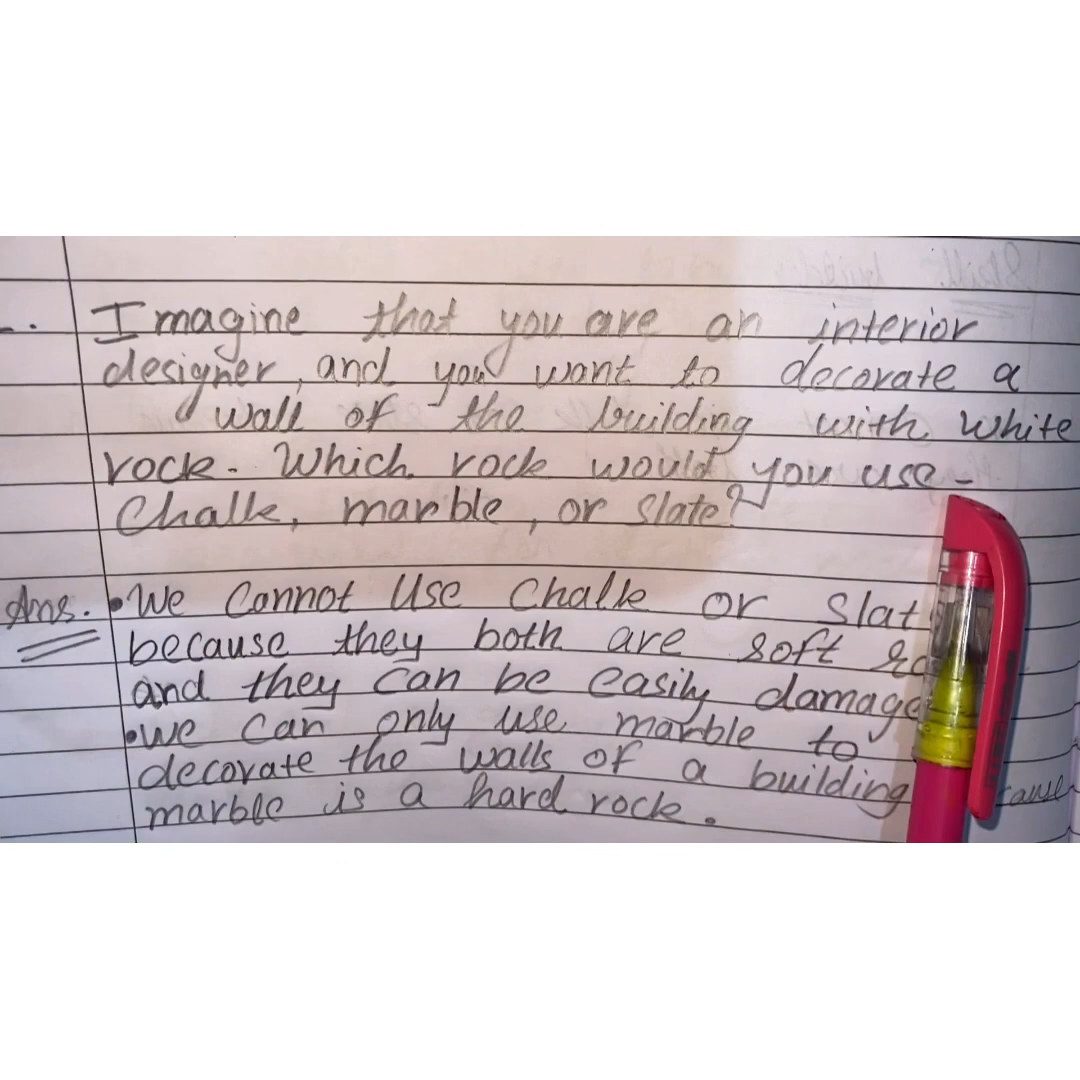 I magine that you are an interior
designer, and you want to decorate a
wall of the building with white
rock. Which rock would you use -
Chalk, marble, or Slate?
Ans. • We Cannot Use Chalk or Slat
because they both are soft
and they can be easily damage
• we can only use marble to
decorate the walls of a building
marble is a hard rock.